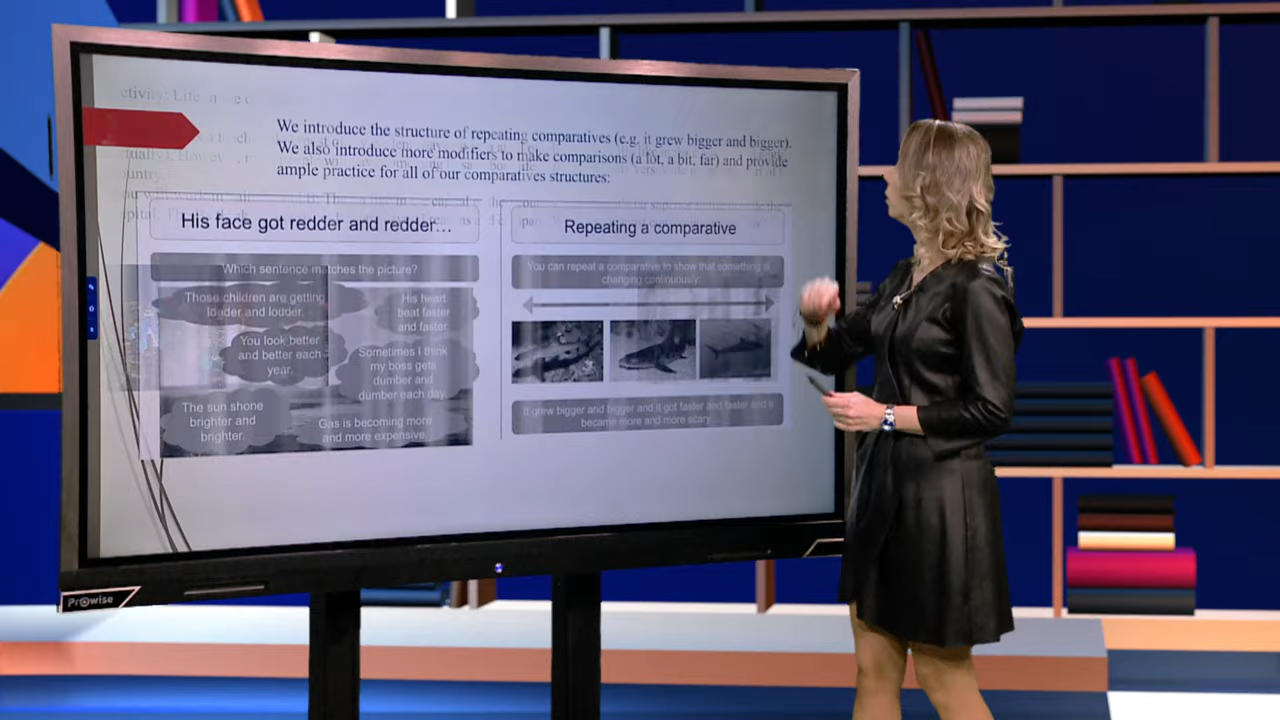 ctivity: Life
We introduce the structure of repeating comparatives (e.g. it grew bigger and bigger).
We also introduce more modifiers to make comparisons (a lot, a bit, far) and provide
ample practice for all of our comparatives structures:
His face got redder and redder…
Which sentence matches the picture?
Those children are getting
louder and louder.
His heart
beat faster
and faster.
You look better
and better each
year.
Sometimes I think
my boss gets
dumber and
dumber each day.
The sun shone
brighter and
brighter.
Gas is becoming more
and more expensive.
Repeating a comparative
You can repeat a comparative to show that something is
changing continuously:
It grew bigger and bigger and it got faster and faster and it
became more and more scary.
Prowise